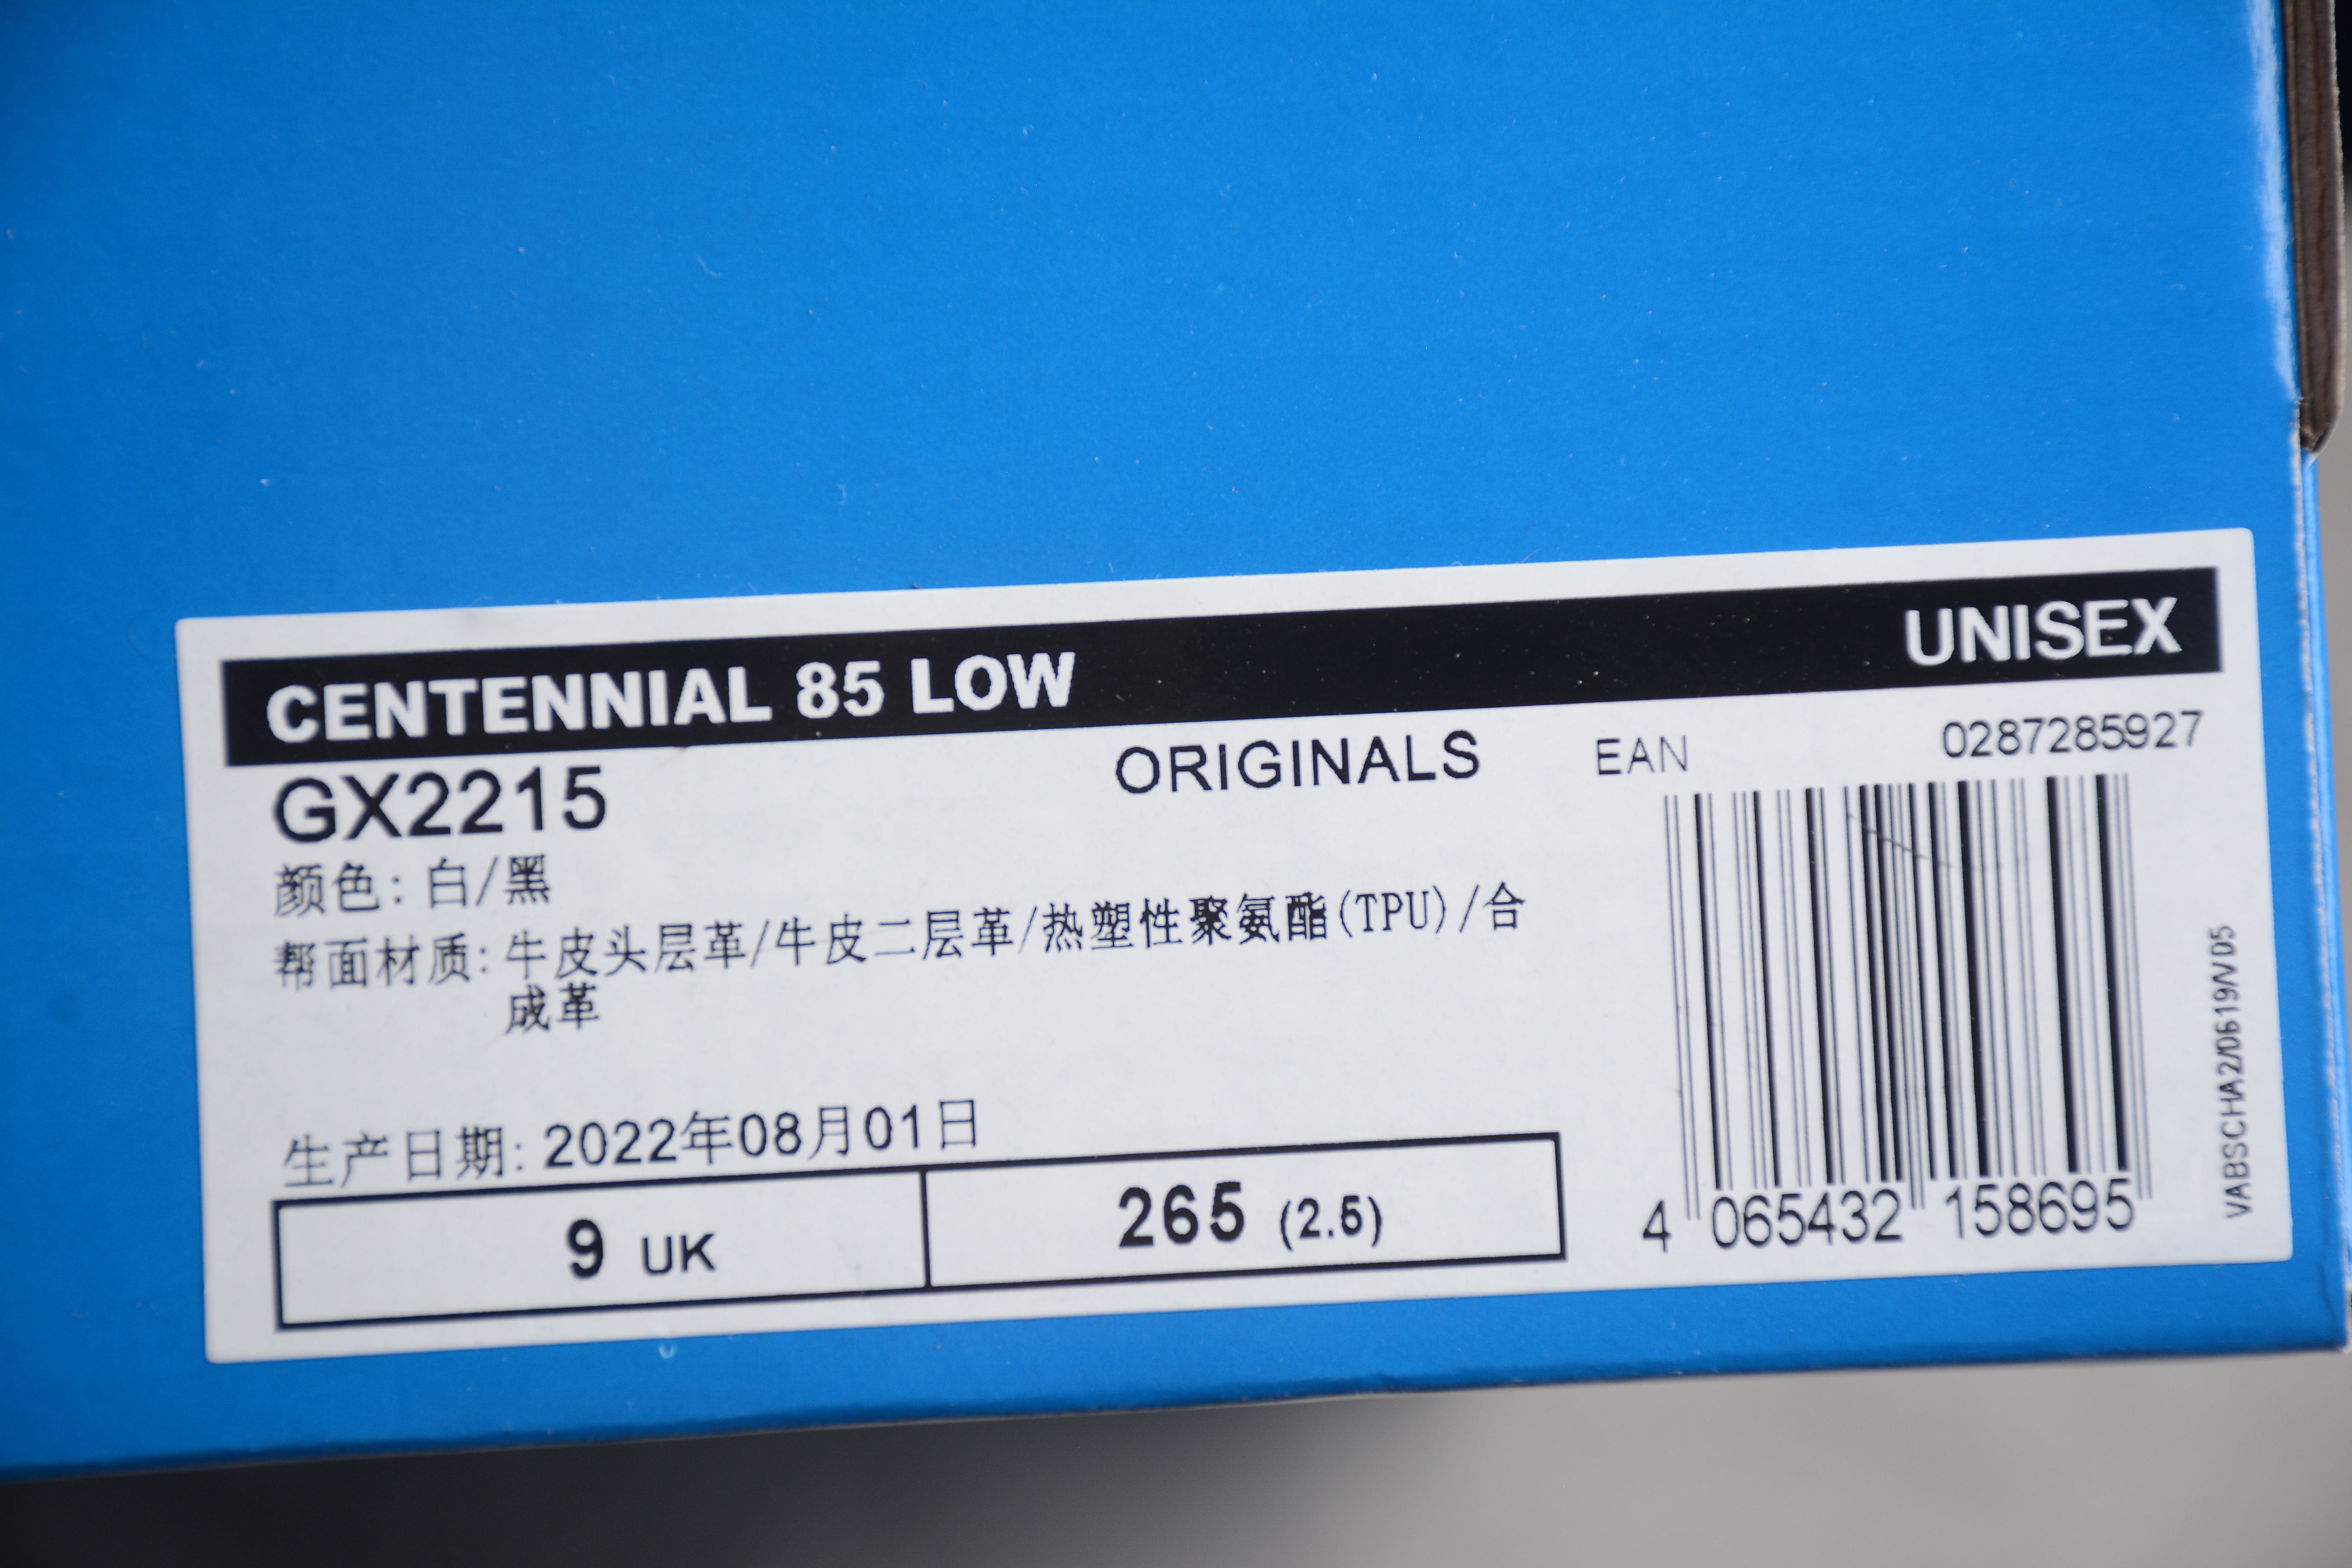 CENTENNIAL 85 LOW UNISEX
GX2215 ORIGINALS EAN 0287285927
颜色: 白/黑
帮面材质: 牛皮头层革/牛皮二层革/热塑性聚氨酯(TPU)/合
成革
生产日期: 2022年08月01日
9 UK 265 (2.5)
4 065432 158695
VABSCHA2/0619/V05